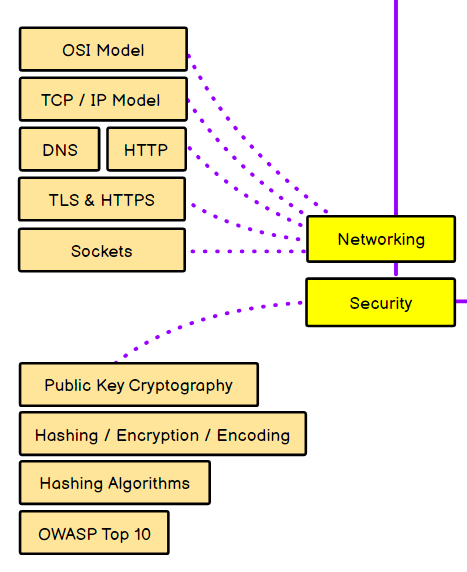 OSI Model
TCP / IP Model
DNS HTTP
TLS & HTTPS
Sockets
Networking
Security
Public Key Cryptography
Hashing / Encryption / Encoding
Hashing Algorithms
OWASP Top 10